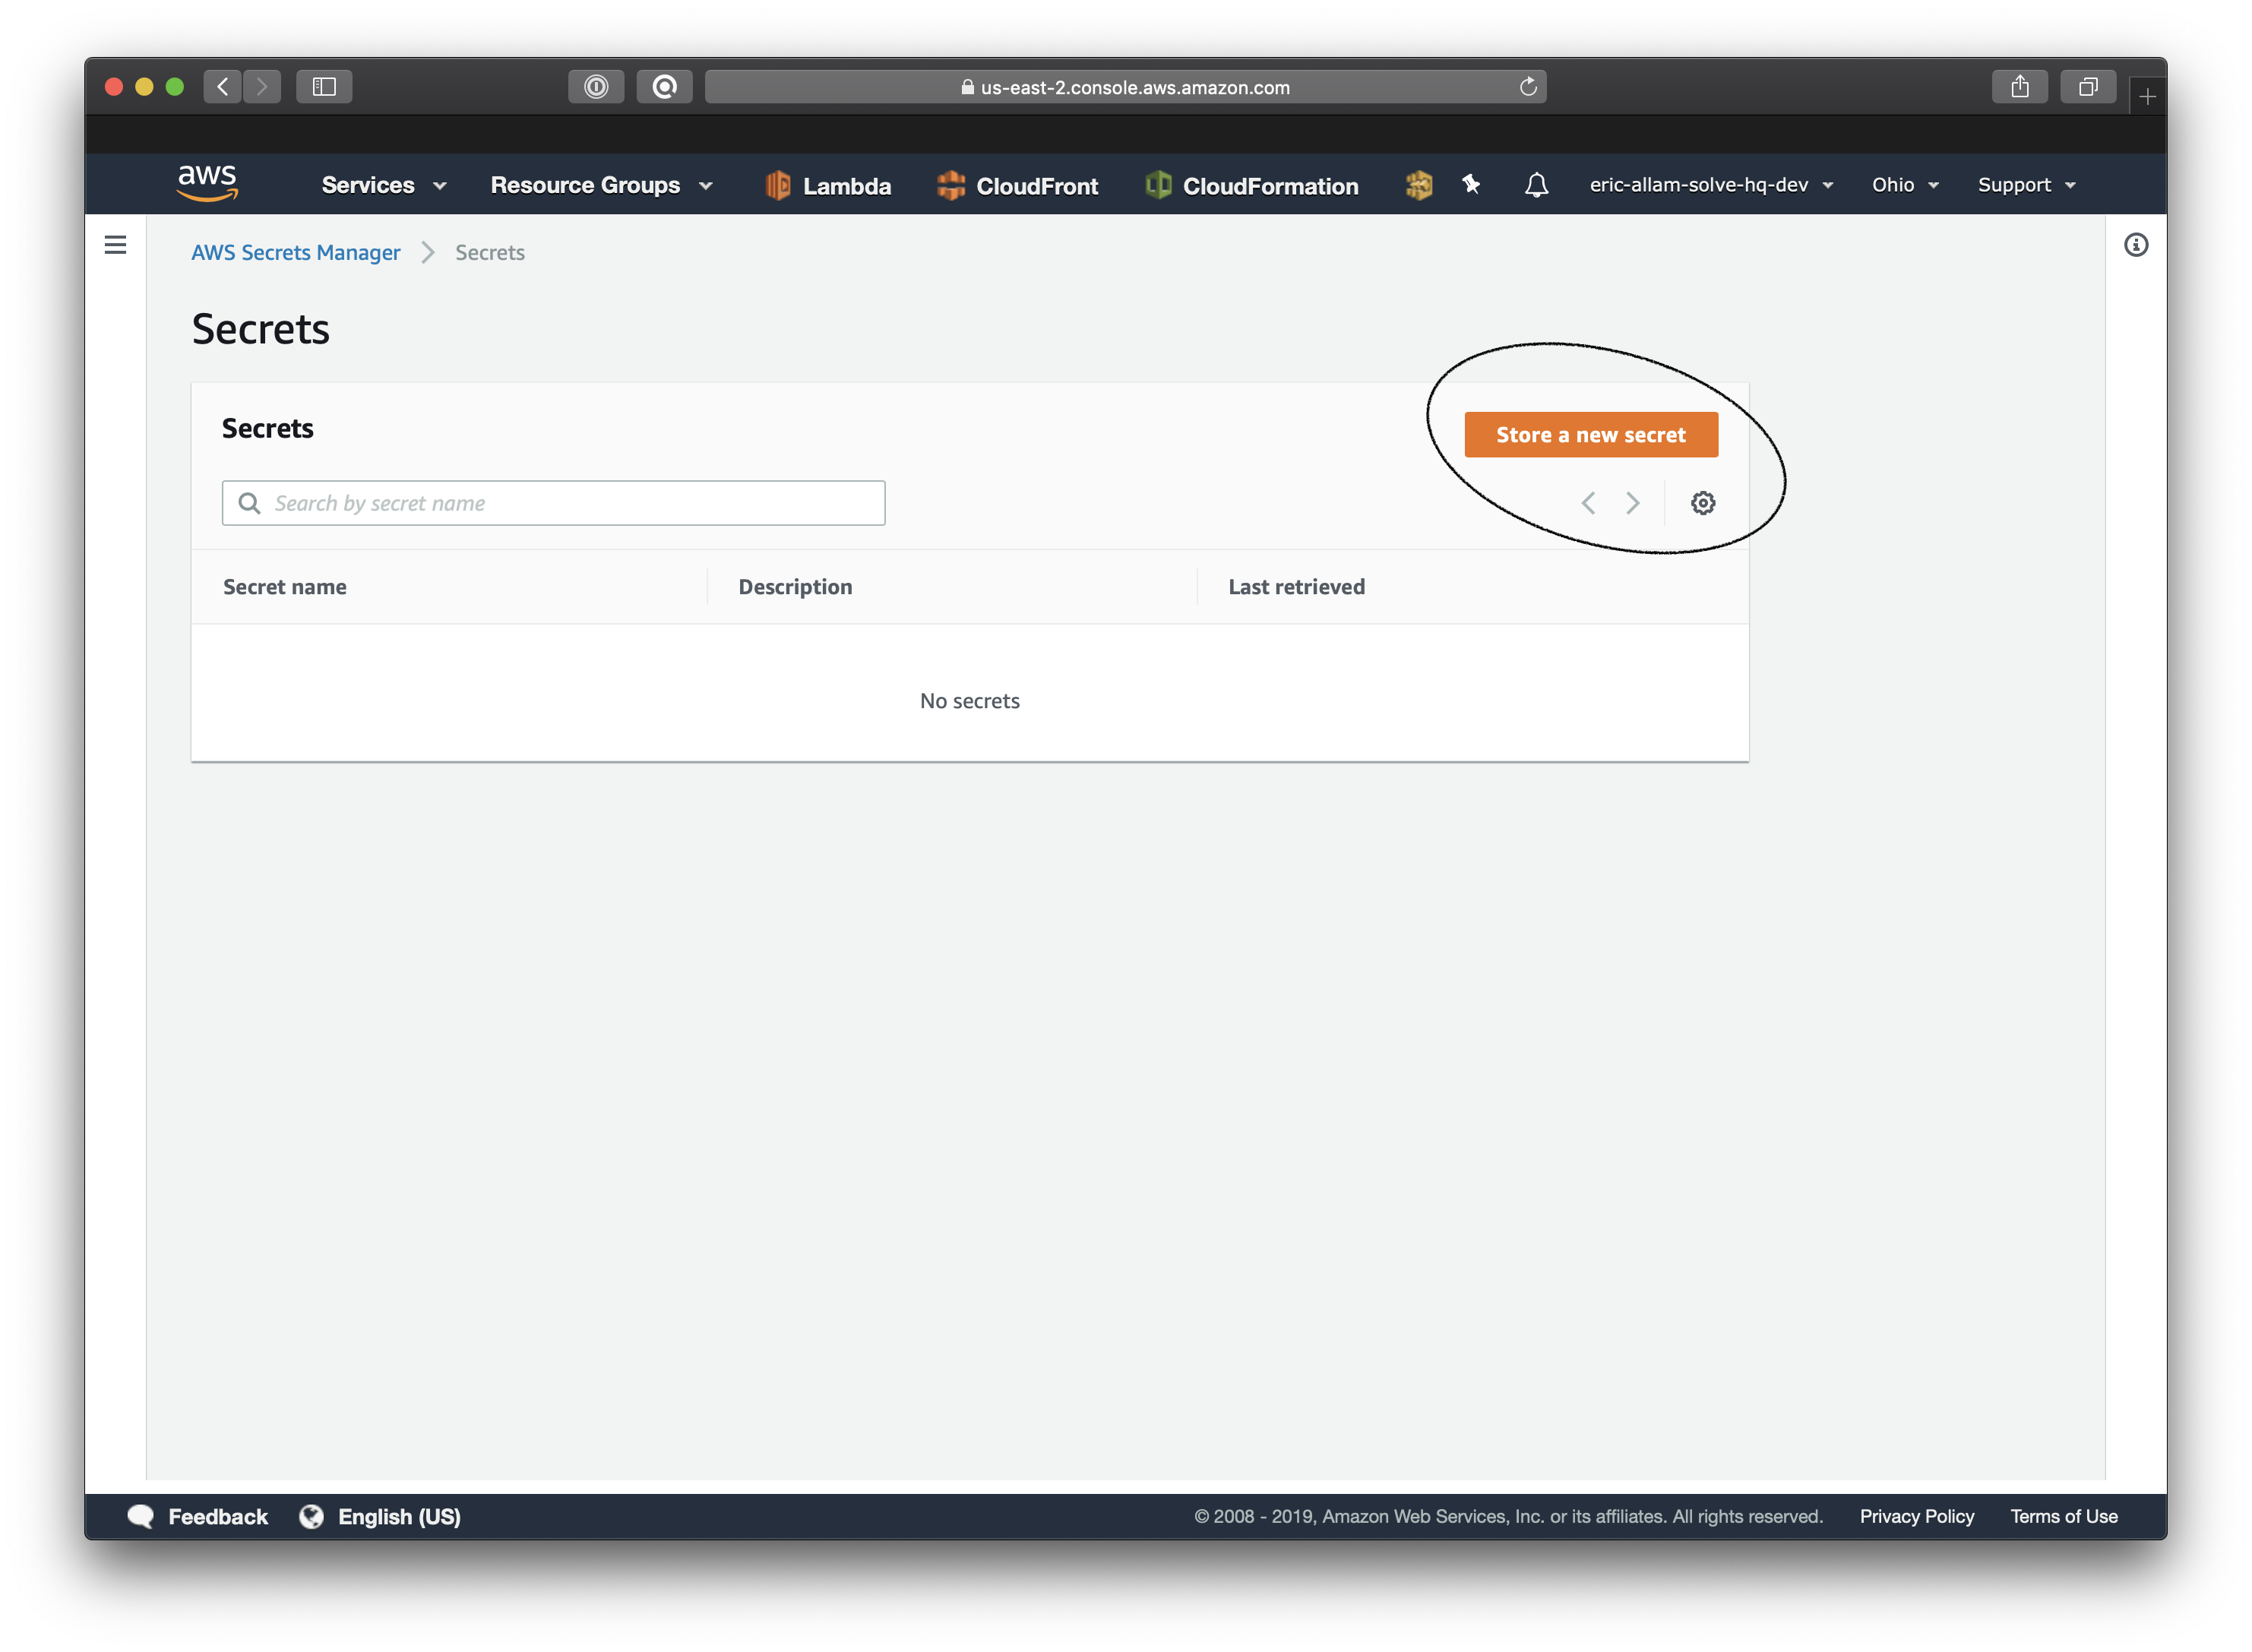 us-east-2.console.aws.amazon.com
aws Services Resource Groups Lambda CloudFront CloudFormation eric-allam-solve-hq-dev Ohio Support
AWS Secrets Manager Secrets
Secrets
Secrets
Store a new secret
Search by secret name
Secret name Description Last retrieved
No secrets
Feedback English (US) © 2008 - 2019, Amazon Web Services, Inc. or its affiliates. All rights reserved. Privacy Policy Terms of Use